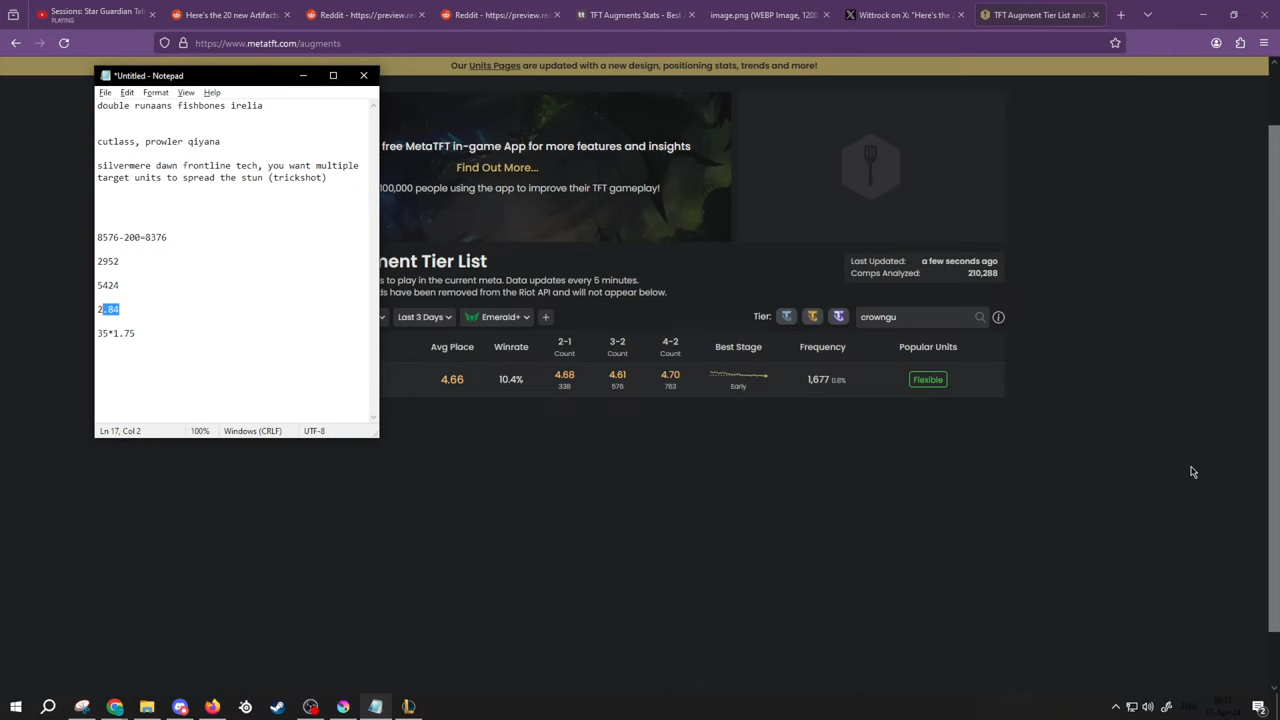 Sessions: Star Guardian Tal
PLAYING
Here's the 20 new Artifacts
Reddit - https://preview.re
Reddit - https://preview.re
TFT Augments Stats - Best
image.png (WEBP Image, 1200
Wittrock on X: "Here's the 2
TFT Augment Tier List and
https://www.metatft.com/augments
Our Units Pages are updated with a new design, positioning stats, trends and more!
*Untitled - Notepad
File Edit Format View Help
double runaans fishbones irelia
cutlass, prowler qiyana
silvermere dawn frontline tech, you want multiple
target units to spread the stun (trickshot)
8576-200=8376
2952
5424
2.84
35*1.75
Ln 17, Col 2 100% Windows (CRLF) UTF-8
free MetaTFT in-game App for more features and insights
Find Out More...
100,000 people using the app to improve their TFT gameplay!
ment Tier List
s to play in the current meta. Data updates every 5 minutes.
ds have been removed from the Riot API and will not appear below.
Last Updated: a few seconds ago
Comps Analyzed: 210,288
Last 3 Days Emerald+ + Tier: crowngu
Avg Place Winrate 2-1 Count 3-2 Count 4-2 Count Best Stage Frequency Popular Units
4.66 10.4% 4.68 338 4.61 576 4.70 763 Early 1,677 0.8% Flexible
ENG
2